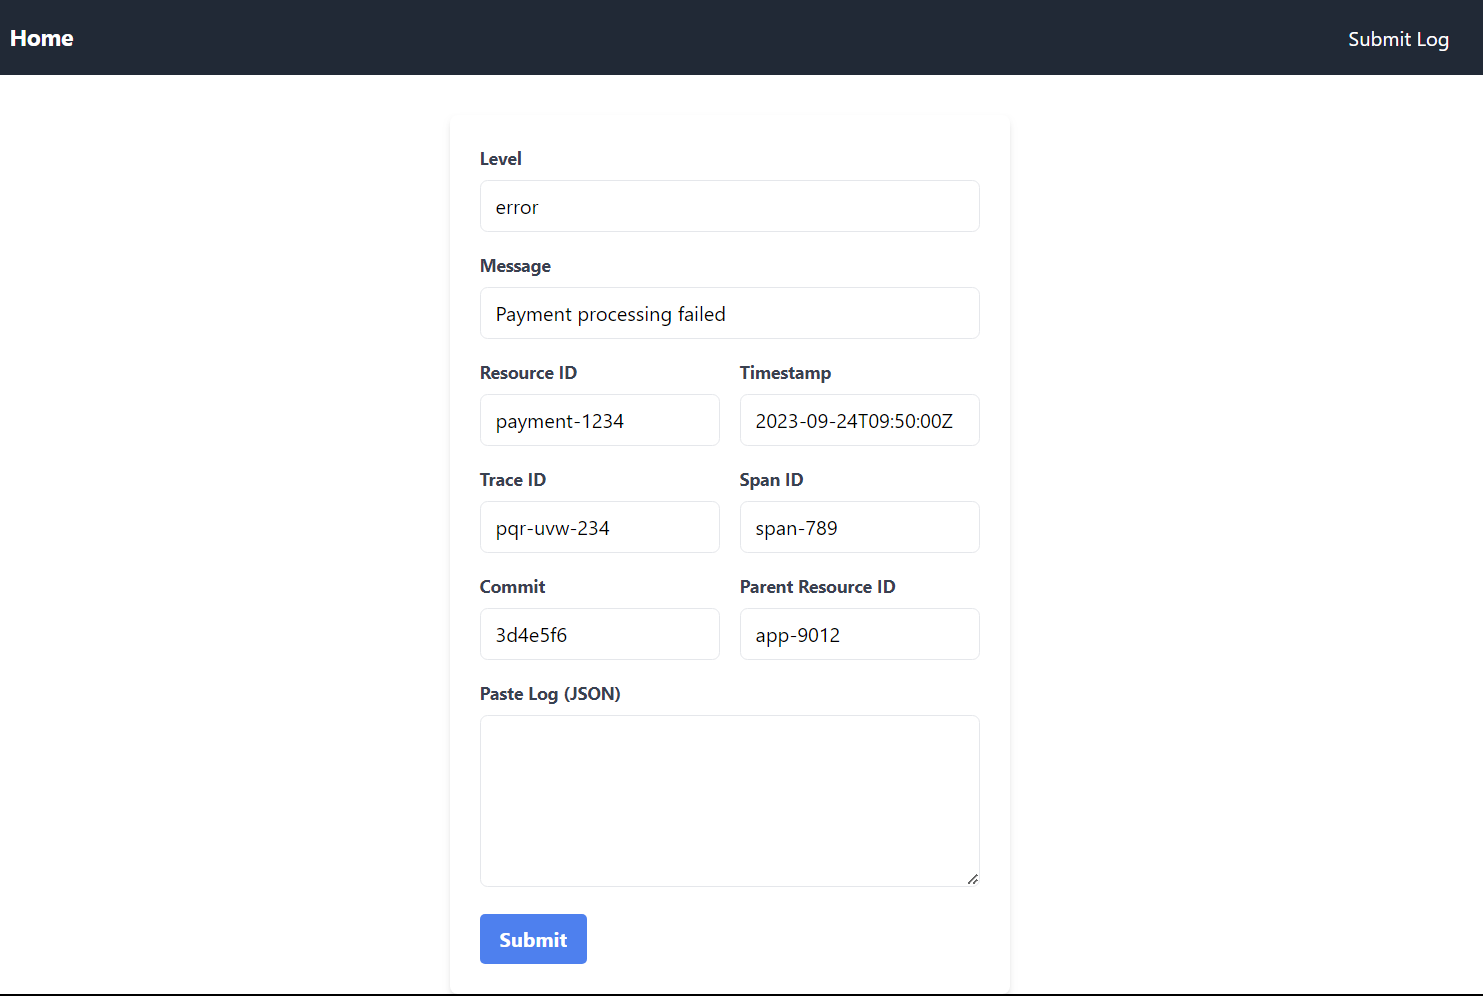 Home
Submit Log
Level
error
Message
Payment processing failed
Resource ID
Timestamp
payment-1234
2023-09-24T09:50:00Z
Trace ID
Span ID
pqr-uvw-234
span-789
Commit
Parent Resource ID
3d4e5f6
app-9012
Paste Log (JSON)
Submit